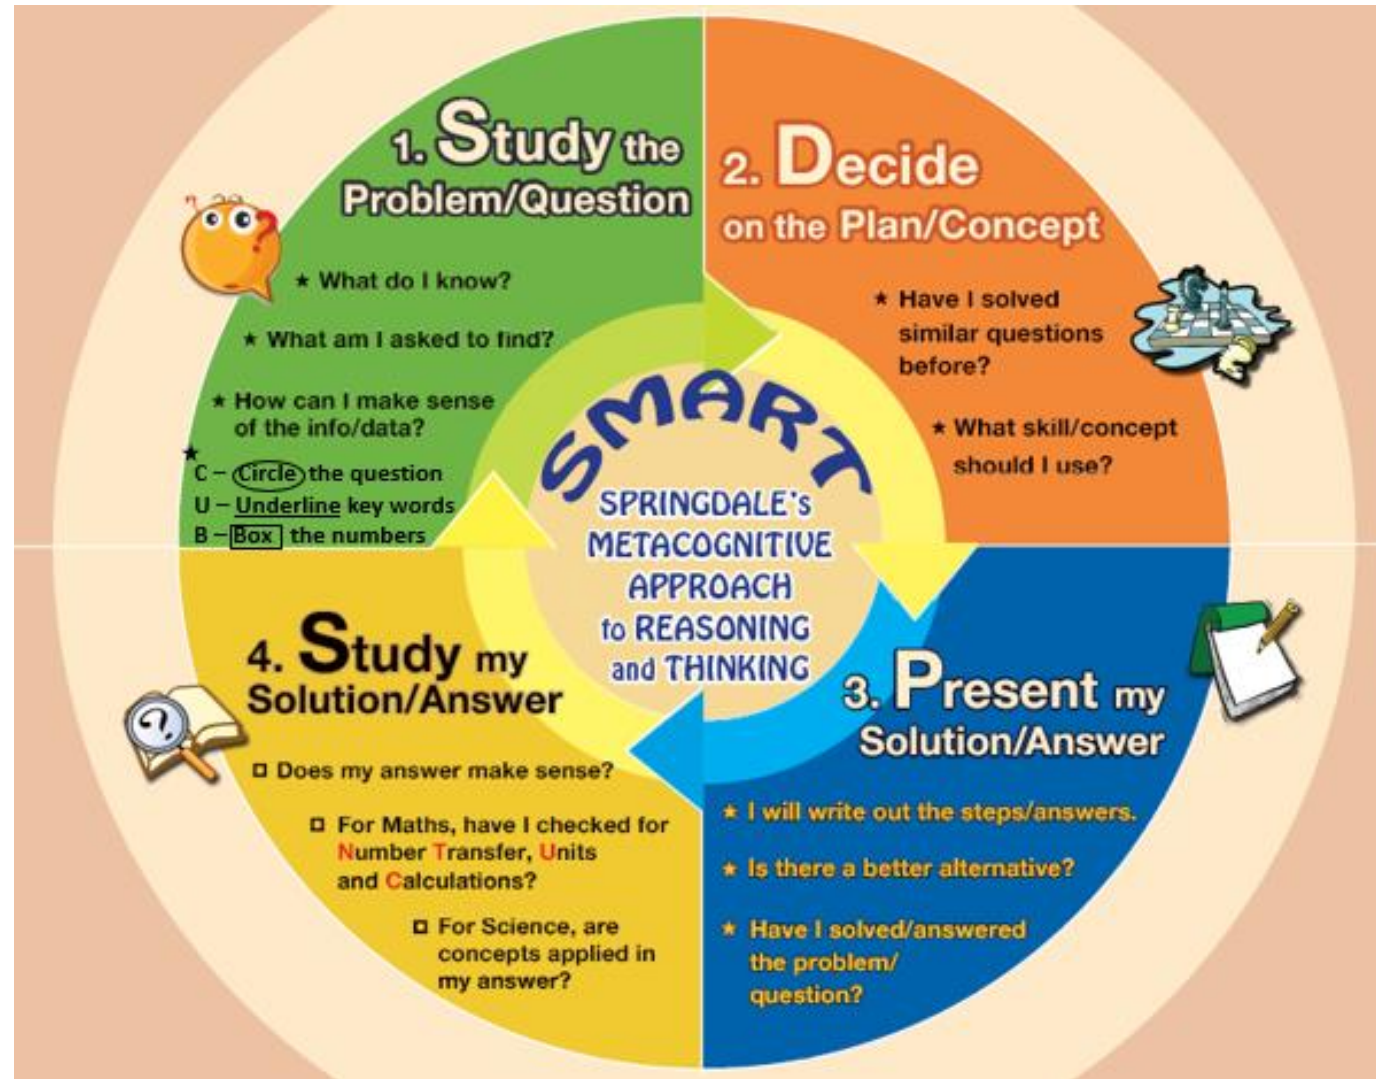 1. Study the
Problem/Question
★ What do I know?
★ What am I asked to find?
★ How can I make sense
of the info/data?
★
C – Circle the question
U – Underline key words
B – Box the numbers
2. Decide
on the Plan/Concept
★ Have I solved
similar questions
before?
★ What skill/concept
should I use?
SMART
SPRINGDALE's
METACOGNITIVE
APPROACH
to REASONING
and THINKING
3. Present my
Solution/Answer
★ I will write out the steps/answers.
★ Is there a better alternative?
★ Have I solved/answered
the problem/
question?
4. Study my
Solution/Answer
Does my answer make sense?
For Maths, have I checked for
Number Transfer, Units
and Calculations?
For Science, are
concepts applied in
my answer?